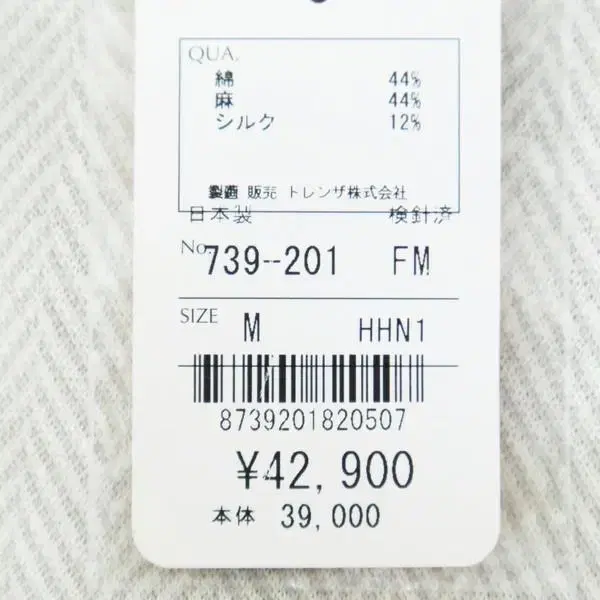 QUA.
綿 44%
麻 44%
シルク 12%
販売 トレンザ株式会社
日本製 検針済
No. 739--201 FM
SIZE M HHN1
8739201820507
¥42,900
本体 39,000